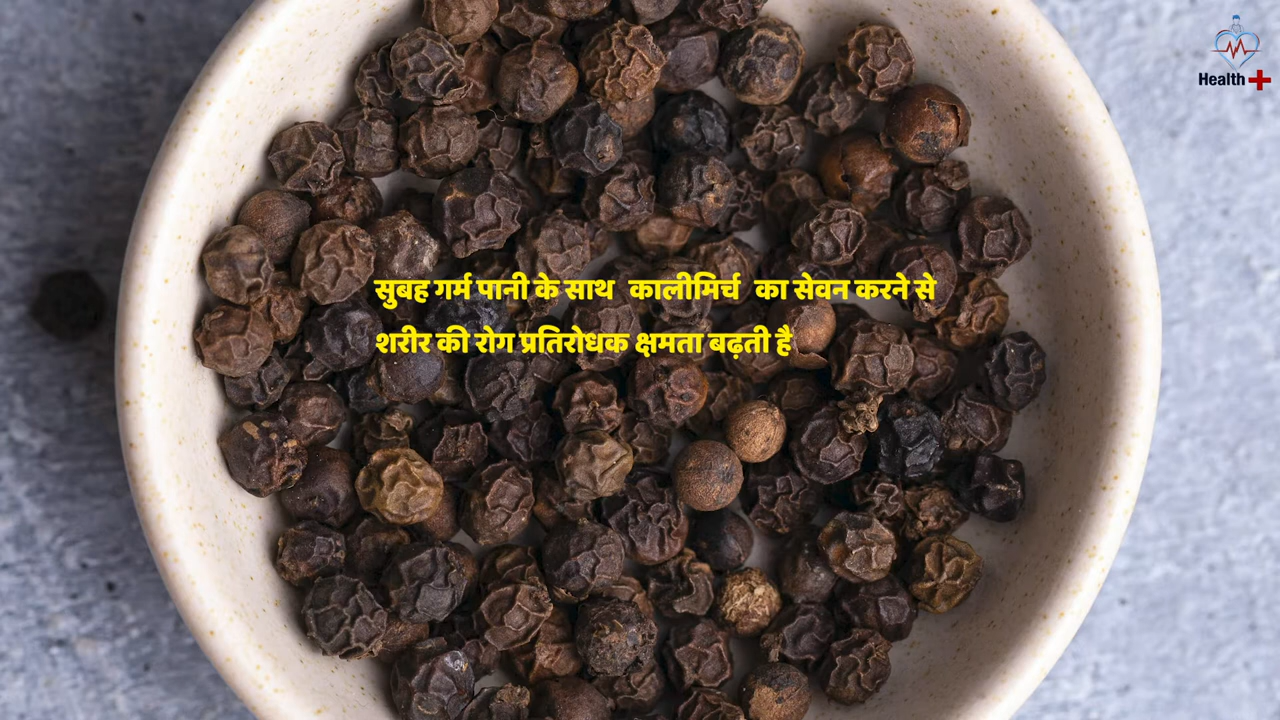 Health
सुबह गर्म पानी के साथ कालीमिर्च का सेवन करने से
शरीर की रोग प्रतिरोधक क्षमता बढ़ती है